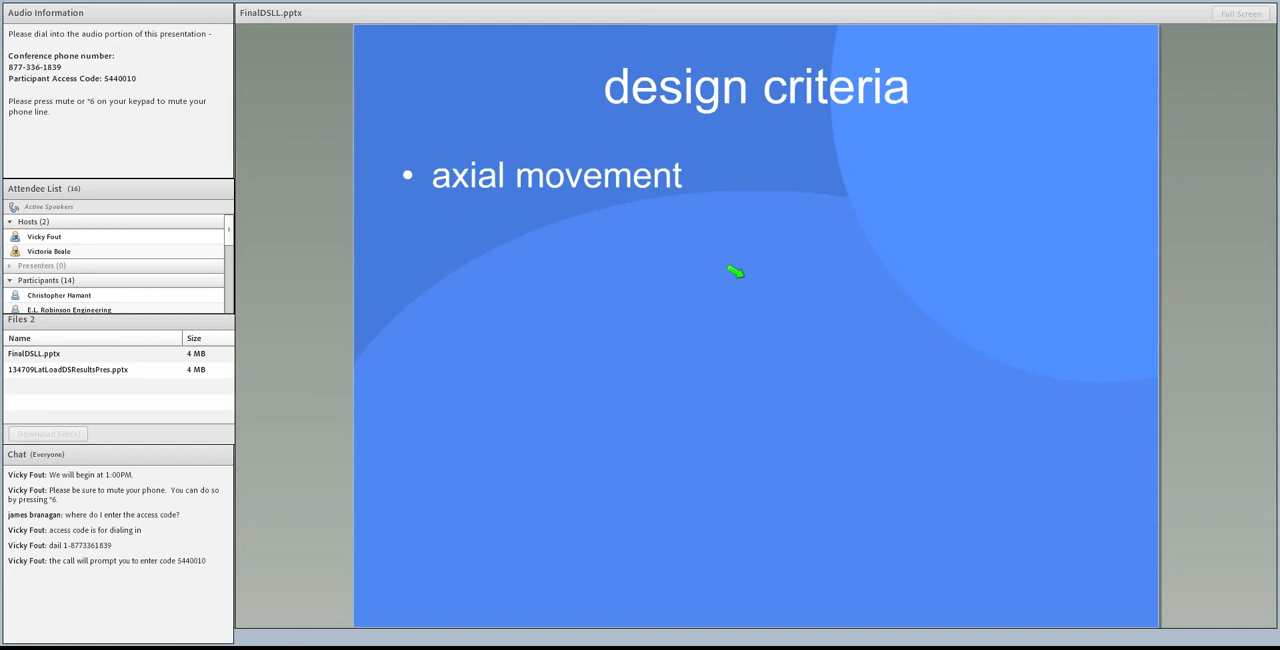 Audio Information
Please dial into the audio portion of this presentation -
Conference phone number:
877-336-1839
Participant Access Code: 5440010
Please press mute or *6 on your keypad to mute your
phone line.
Attendee List (16)
Active Speakers
Hosts (2)
Vicky Fout
Victoria Beale
Presenters (0)
Participants (14)
Christopher Hamant
E.L. Robinson Engineering
Files 2
Name Size
FinalDSLL.pptx 4 MB
134709LatLoadDSResultsPres.pptx 4 MB
Download File(s)
Chat (Everyone)
Vicky Fout: We will begin at 1:00PM.
Vicky Fout: Please be sure to mute your phone. You can do so
by pressing *6.
james branagan: where do I enter the access code?
Vicky Fout: access code is for dialing in
Vicky Fout: dail 1-8773361839
Vicky Fout: the call will prompt you to enter code 5440010
FinalDSLL.pptx
Full Screen
design criteria
• axial movement